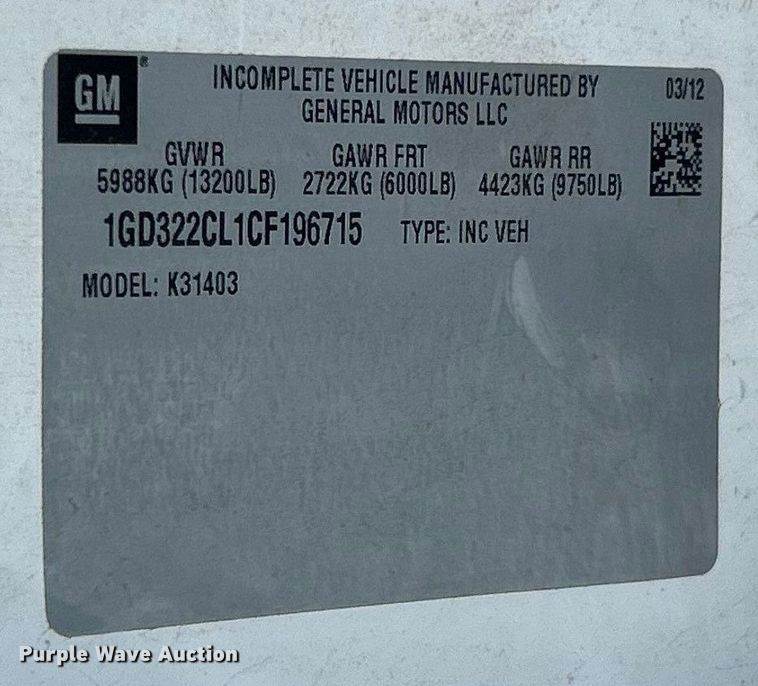 GM®
INCOMPLETE VEHICLE MANUFACTURED BY
GENERAL MOTORS LLC
03/12
GVWR GAWR FRT GAWR RR
5988KG (13200LB) 2722KG (6000LB) 4423KG (9750LB)
1GD322CL1CF196715 TYPE: INC VEH
MODEL: K31403
Purple Wave Auction